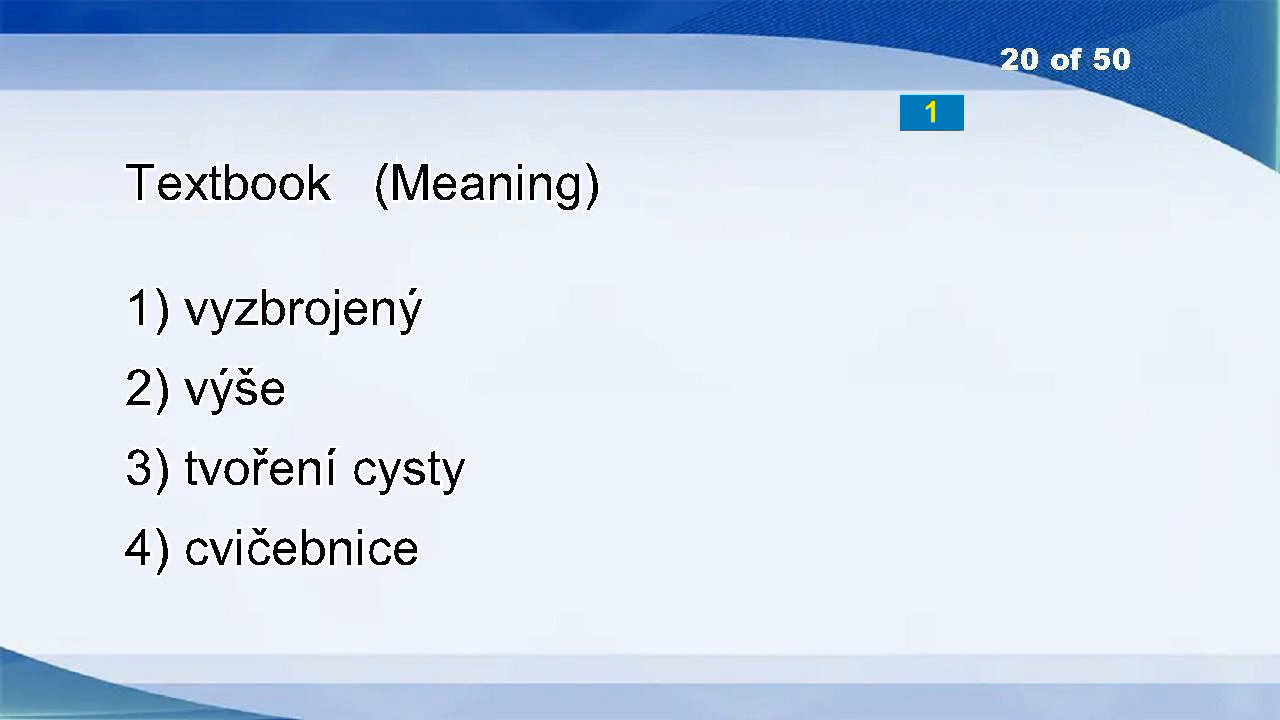 20 of 50
1
Textbook (Meaning)
1) vyzbrojený
2) výše
3) tvoření cysty
4) cvičebnice